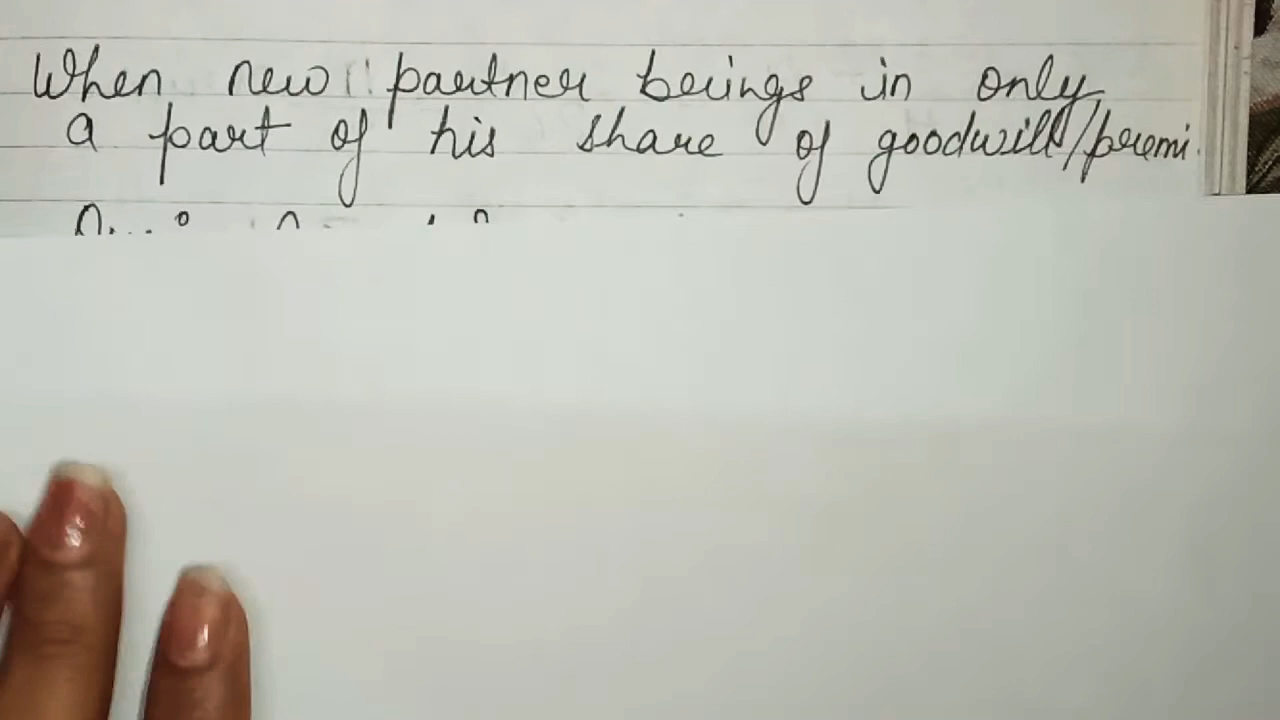 When new partner brings in only
a part of his share of goodwill/premi.